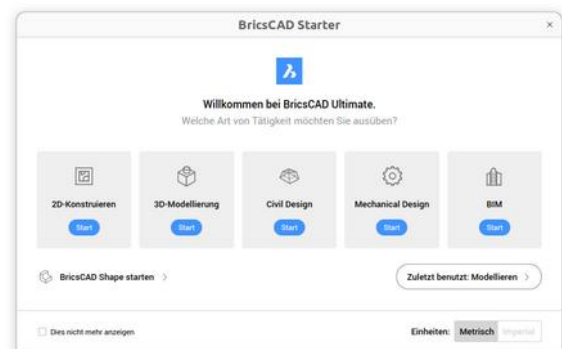 BricsCAD Starter
Willkommen bei BricsCAD Ultimate.
Welche Art von Tätigkeit möchten Sie ausüben?
2D-Konstruieren 3D-Modellierung Civil Design Mechanical Design BIM
Start Start Start Start Start
BricsCAD Shape starten Zuletzt benutzt: Modellieren
Dies nicht mehr anzeigen Einheiten: Metrisch Imperial